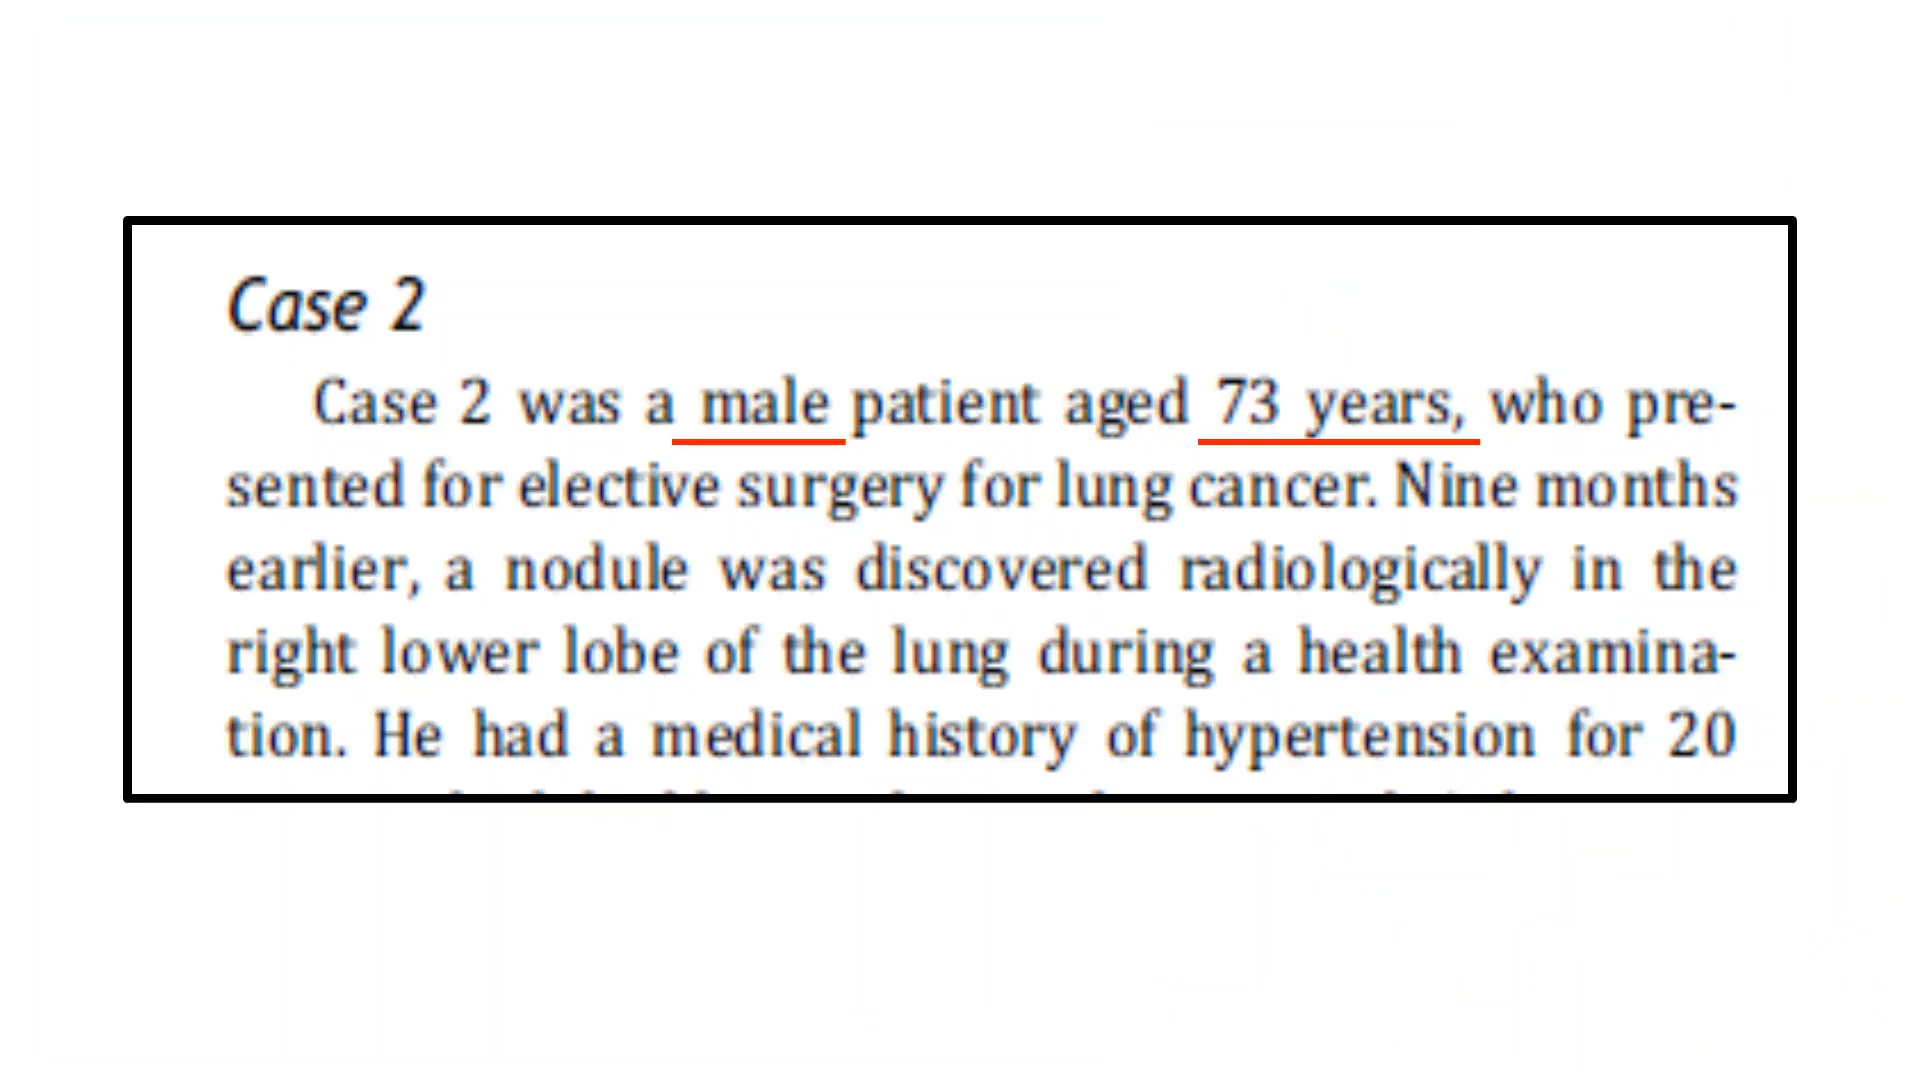 Case 2
Case 2 was a male patient aged 73 years, who pre-
sented for elective surgery for lung cancer. Nine months
earlier, a nodule was discovered radiologically in the
right lower lobe of the lung during a health examina-
tion. He had a medical history of hypertension for 20